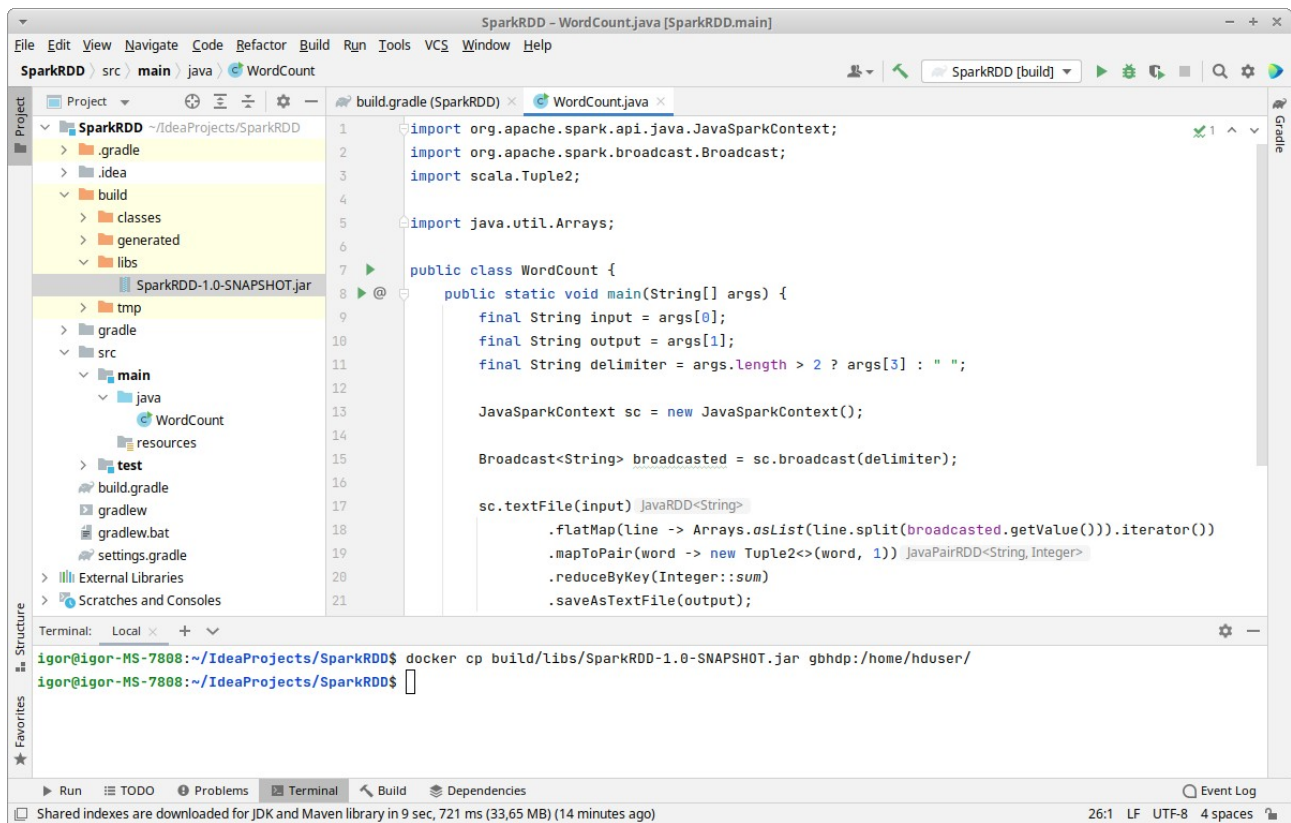 SparkRDD – WordCount.java [SparkRDD.main]
File Edit View Navigate Code Refactor Build Run Tools VCS Window Help
SparkRDD src main java WordCount
SparkRDD [build]
Project
build.gradle (SparkRDD)
WordCount.java
Project
Structure
Favorites
Gradle
SparkRDD ~/IdeaProjects/SparkRDD
.gradle
.idea
build
classes
generated
libs
SparkRDD-1.0-SNAPSHOT.jar
tmp
gradle
src
main
java
WordCount
resources
test
build.gradle
gradlew
gradlew.bat
settings.gradle
External Libraries
Scratches and Consoles
1 import org.apache.spark.api.java.JavaSparkContext;
2 import org.apache.spark.broadcast.Broadcast;
3 import scala.Tuple2;
4
5 import java.util.Arrays;
6
7 public class WordCount {
8 @ public static void main(String[] args) {
9 final String input = args[0];
10 final String output = args[1];
11 final String delimiter = args.length > 2 ? args[3] : " ";
12
13 JavaSparkContext sc = new JavaSparkContext();
14
15 Broadcast<String> broadcasted = sc.broadcast(delimiter);
16
17 sc.textFile(input) JavaRDD<String>
18 .flatMap(line -> Arrays.asList(line.split(broadcasted.getValue())).iterator())
19 .mapToPair(word -> new Tuple2<>(word, 1)) JavaPairRDD<String, Integer>
20 .reduceByKey(Integer::sum)
21 .saveAsTextFile(output);
1
Terminal: Local
igor@igor-MS-7808:~/IdeaProjects/SparkRDD$ docker cp build/libs/SparkRDD-1.0-SNAPSHOT.jar gbhdp:/home/hduser/
igor@igor-MS-7808:~/IdeaProjects/SparkRDD$
Run TODO Problems Terminal Build Dependencies Event Log
Shared indexes are downloaded for JDK and Maven library in 9 sec, 721 ms (33,65 MB) (14 minutes ago) 26:1 LF UTF-8 4 spaces